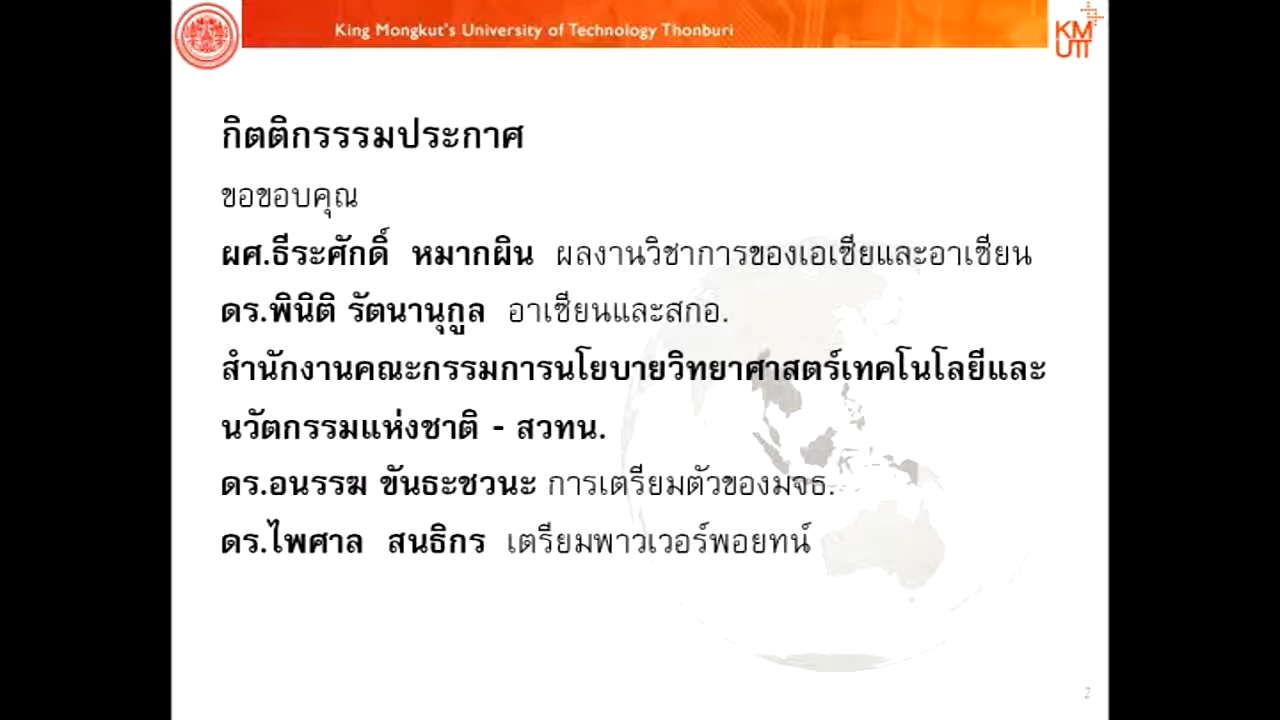 King Mongkut's University of Technology Thonburi
KM
UTT
กิตติกรรรมประกาศ
ขอขอบคุณ
ผศ.ธีระศักดิ์ หมากผิน ผลงานวิชาการของเอเซียและอาเซียน
ดร.พินิติ รัตนานุกูล อาเซียนและสกอ.
สำนักงานคณะกรรมการนโยบายวิทยาศาสตร์เทคโนโลยีและ
นวัตกรรมแห่งชาติ - สวทน.
ดร.อนรรฆ ขันธะชวนะ การเตรียมตัวของมจธ.
ดร.ไพศาล สนธิกร เตรียมพาวเวอร์พอยทน์
2